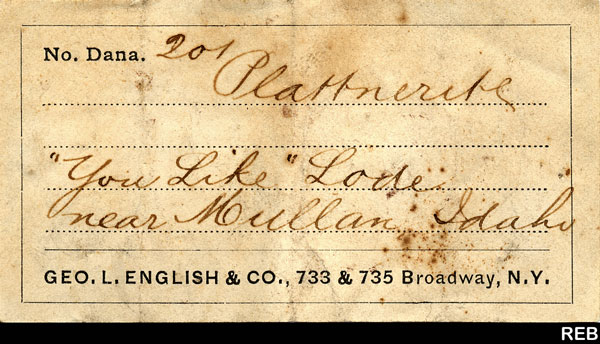 No. Dana. 201
Plattnerite
"You Like" Lode
near Mullan Idaho
GEO. L. ENGLISH & CO., 733 & 735 Broadway, N.Y.
REB